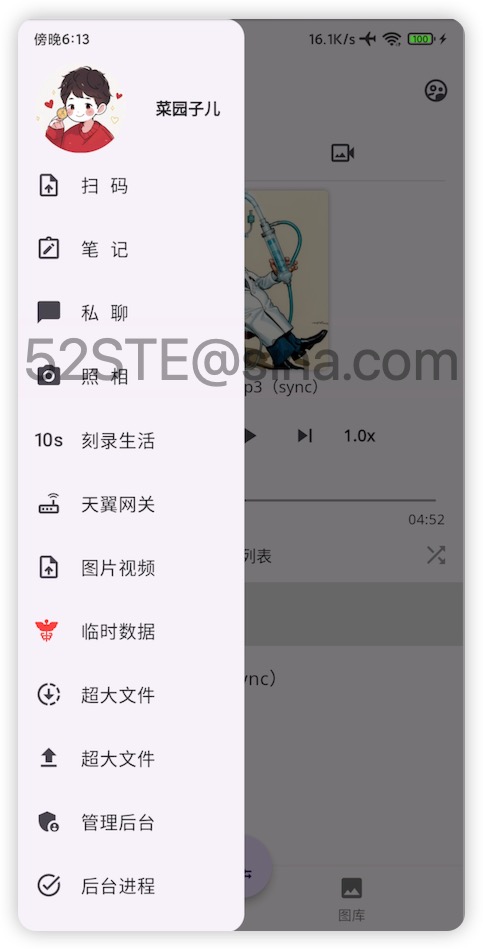 傍晚6:13
16.1K/s
100
菜园子儿
扫 码
笔 记
私 聊
52STE@sina.com
照 相
p3（sync）
10s 刻录生活
1.0x
天翼网关
04:52
图片视频
列表
临时数据
ync）
超大文件
超大文件
管理后台
后台进程
图库